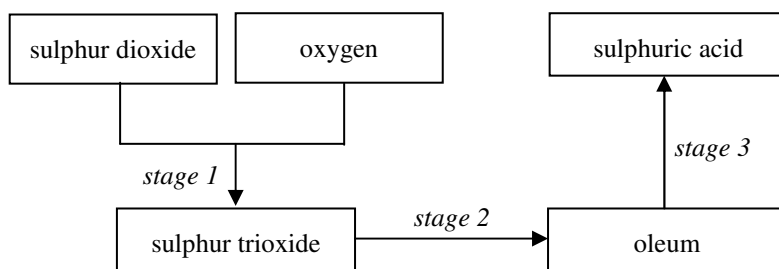 sulphur dioxide
oxygen
sulphuric acid
stage 1
stage 3
stage 2
sulphur trioxide
oleum